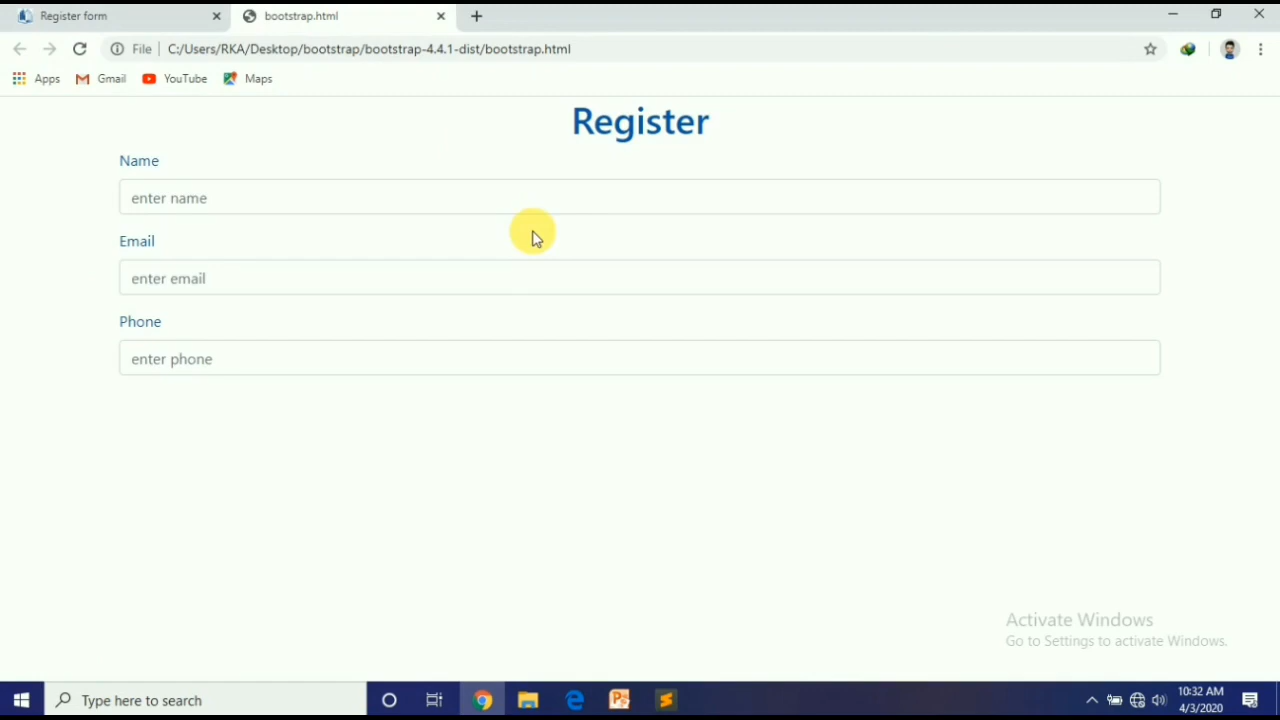 Register form
bootstrap.html
File
C:/Users/RKA/Desktop/bootstrap/bootstrap-4.4.1-dist/bootstrap.html
Apps
Gmail
YouTube
Maps
Register
Name
enter name
Email
enter email
Phone
enter phone
Activate Windows
Go to Settings to activate Windows.
Type here to search
10:32 AM
4/3/2020